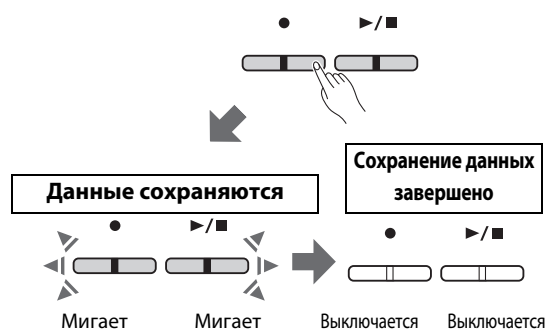 ● ►/■
Данные сохраняются
Сохранение данных
завершено
● ►/■
● ►/■
Мигает Мигает
Выключается Выключается